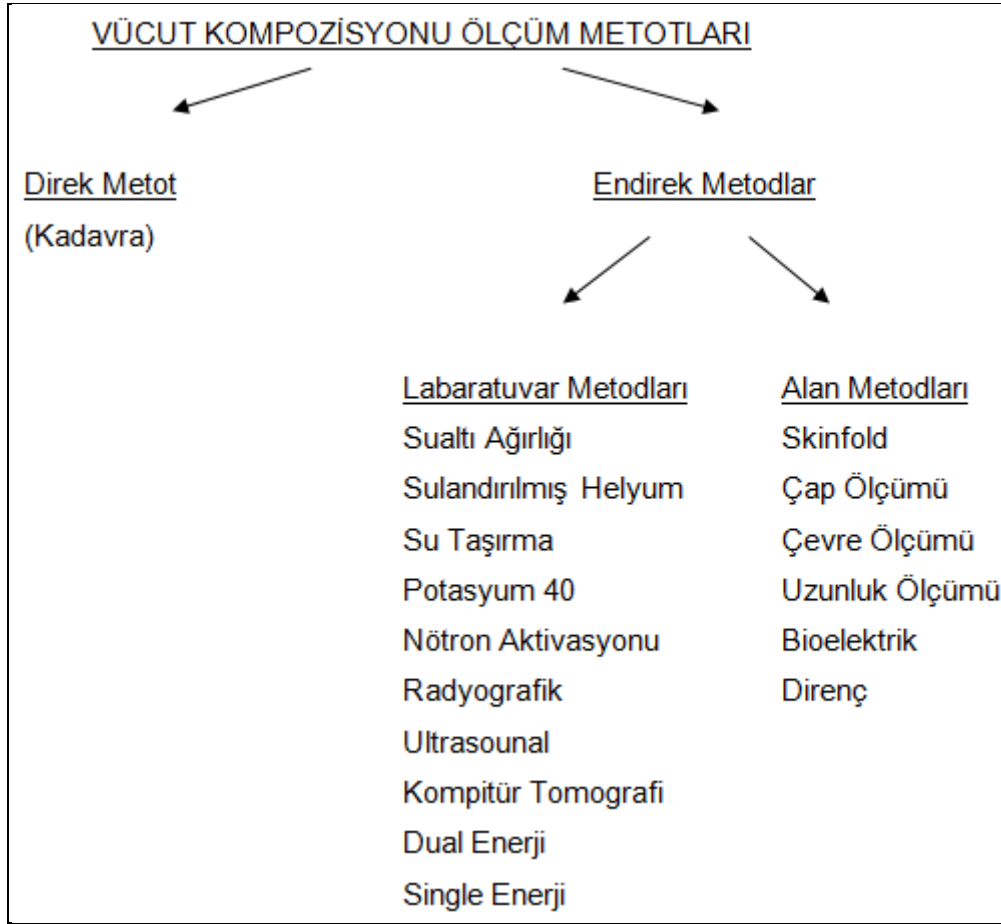 VÜCUT KOMPOZİSYONU ÖLÇÜM METOTLARI
Direk Metot
(Kadavra)
Endirek Metodlar
Labaratuvar Metodları
Sualtı Ağırlığı
Sulandırılmış Helyum
Su Taşırma
Potasyum 40
Nötron Aktivasyonu
Radyografik
Ultrasounal
Kompitür Tomografi
Dual Enerji
Single Enerji
Alan Metodları
Skinfold
Çap Ölçümü
Çevre Ölçümü
Uzunluk Ölçümü
Bioelektrik
Direnç